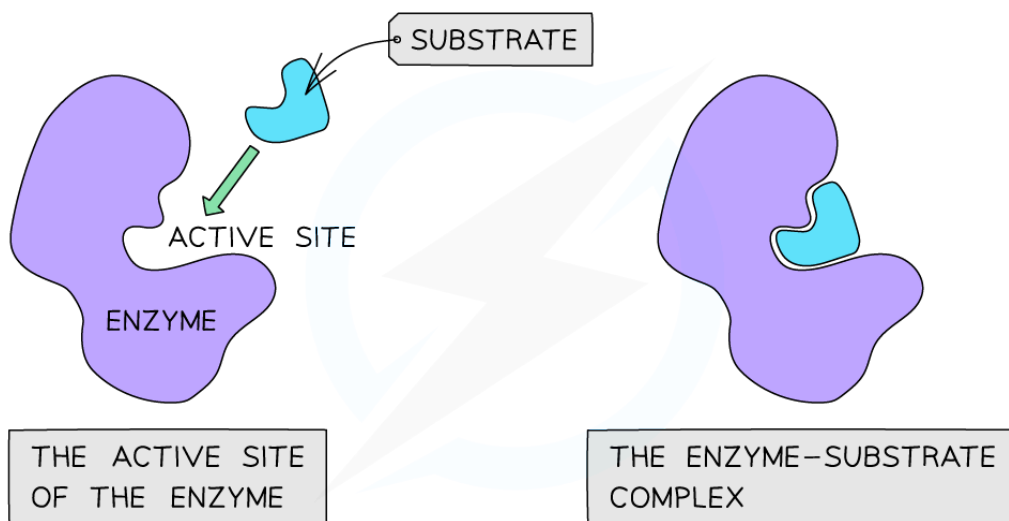 SUBSTRATE
ACTIVE SITE
ENZYME
THE ACTIVE SITE
OF THE ENZYME
THE ENZYME-SUBSTRATE
COMPLEX